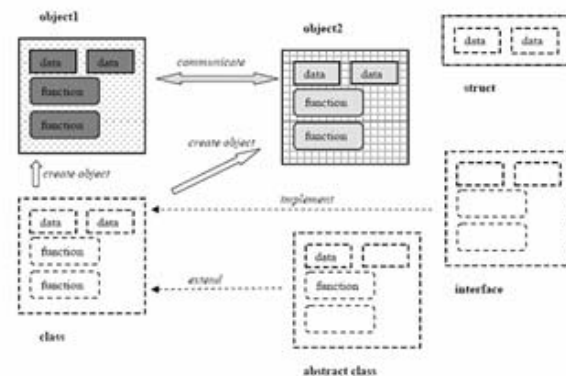 object1
object2
data data
data data
data data
communicate
function
function
struct
function
function
create object
create object
implement
data data
function
function
data
function
extend
interface
class
abstract class